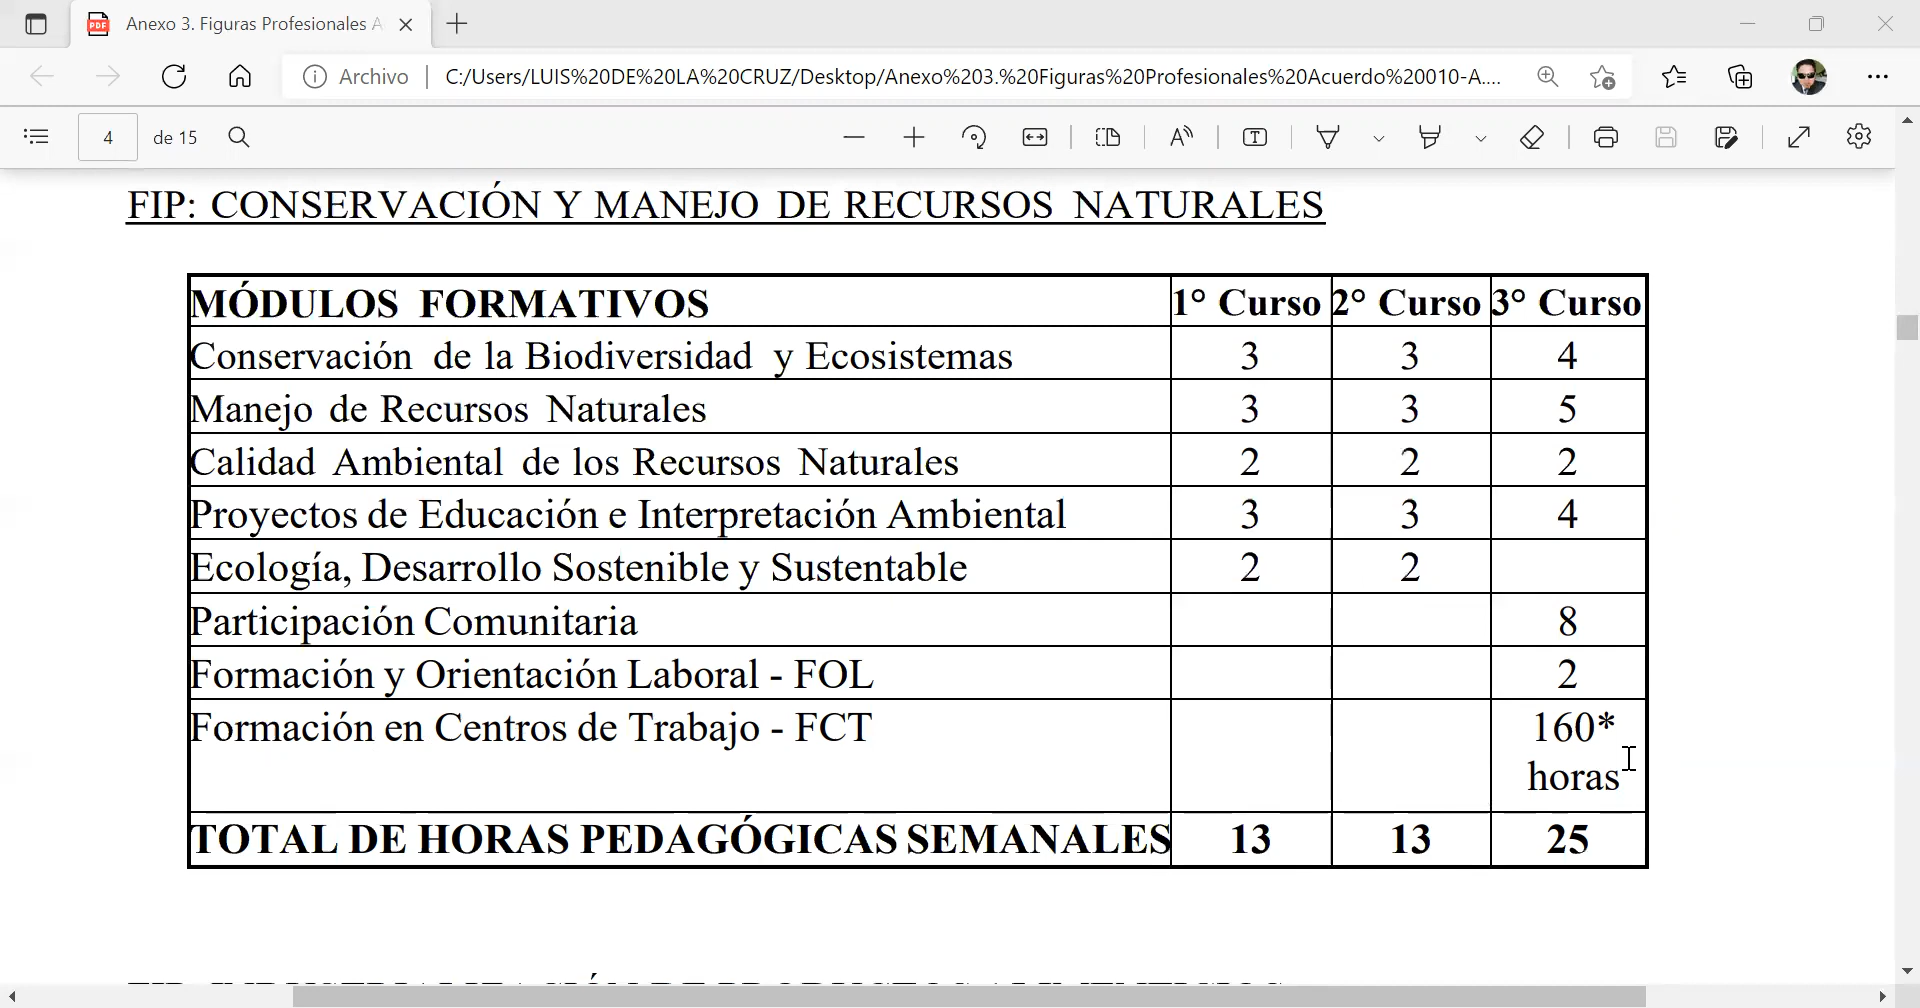 Anexo 3. Figuras Profesionales A
Archivo
C:/Users/LUIS%20DE%20LA%20CRUZ/Desktop/Anexo%203.%20Figuras%20Profesionales%20Acuerdo%20010-A....
4 de 15
FIP: CONSERVACIÓN Y MANEJO DE RECURSOS NATURALES
MÓDULOS FORMATIVOS 1° Curso 2° Curso 3° Curso
Conservación de la Biodiversidad y Ecosistemas 3 3 4
Manejo de Recursos Naturales 3 3 5
Calidad Ambiental de los Recursos Naturales 2 2 2
Proyectos de Educación e Interpretación Ambiental 3 3 4
Ecología, Desarrollo Sostenible y Sustentable 2 2
Participación Comunitaria 8
Formación y Orientación Laboral - FOL 2
Formación en Centros de Trabajo - FCT 160*
horas
TOTAL DE HORAS PEDAGÓGICAS SEMANALES 13 13 25